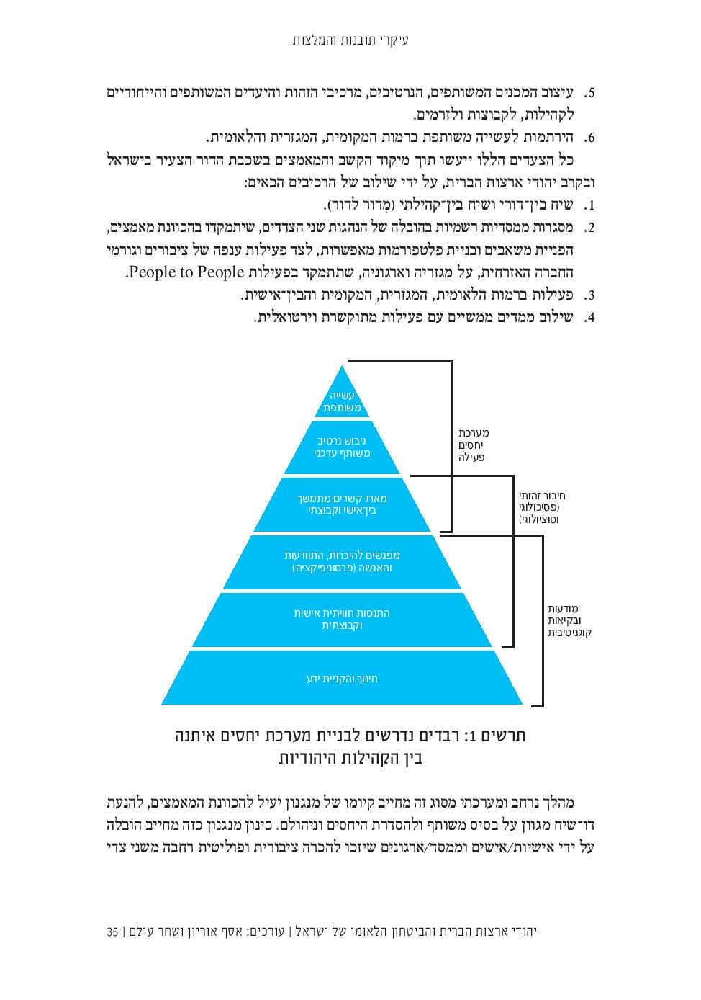 עיקרי תובנות והמלצות
5. עיצוב המכנים המשותפים, הנרטיבים, מרכיבי הזהות והיעדים המשותפים והייחודיים
לקהילות, לקבוצות ולזרמים.
6. הירתמות לעשייה משותפת ברמות המקומית, המגזרית והלאומית.
כל הצעדים הללו ייעשו תוך מיקוד הקשב והמאמצים בשכבת הדור הצעיר בישראל
ובקרב יהודי ארצות הברית, על ידי שילוב של הרכיבים הבאים:
1. שיח בין־דורי ושיח בין־קהילתי (מִדור לדור).
2. מסגרות ממסדיות רשמיות בהובלה של הנהגות שני הצדדים, שיתמקדו בהכוונת מאמצים,
הפניית משאבים ובניית פלטפורמות מאפשרות, לצד פעילות ענפה של ציבורים וגורמי
החברה האזרחית, על מגזריה וארגוניה, שתתמקד בפעילות People to People.
3. פעילות ברמות הלאומית, המגזרית, המקומית והבין־אישית.
4. שילוב ממדים ממשיים עם פעילות מתוקשרת וירטואלית.
עשייה
משותפת
גיבוש נרטיב
משותף עדכני
מארג קשרים מתמשך
בין־אישי וקבוצתי
מפגשים להיכרות, התוודעות
והאנשה (פרסוניפיקציה)
התנסות חוויתית אישית
וקבוצתית
חינוך והקניית ידע
מערכת
יחסים
פעילה
חיבור זהותי
(פסיכולוגי
וסוציולוגי)
מודעות
ובקיאות
קוגניטיבית
תרשים 1: רבדים נדרשים לבניית מערכת יחסים איתנה
בין הקהילות היהודיות
מהלך נרחב ומערכתי מסוג זה מחייב קיומו של מנגנון יעיל להכוונת המאמצים, להנעת
דו־שיח מגוון על בסיס משותף ולהסדרת היחסים וניהולם. כינון מנגנון כזה מחייב הובלה
על ידי אישיות/אישים וממסד/ארגונים שיזכו להכרה ציבורית ופוליטית רחבה משני צדי
יהודי ארצות הברית והביטחון הלאומי של ישראל | עורכים: אסף אוריון ושחר עילם | 35